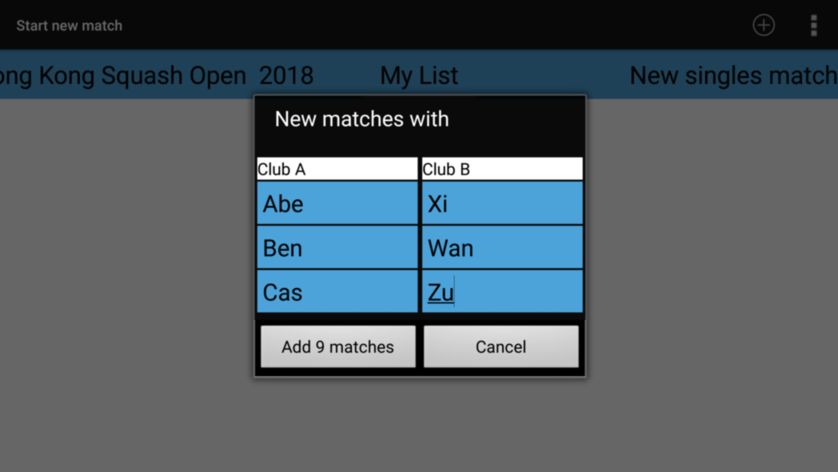 Start new match
ong Kong Squash Open 2018 My List New singles match
New matches with
Club A Club B
Abe Xi
Ben Wan
Cas Zu
Add 9 matches Cancel